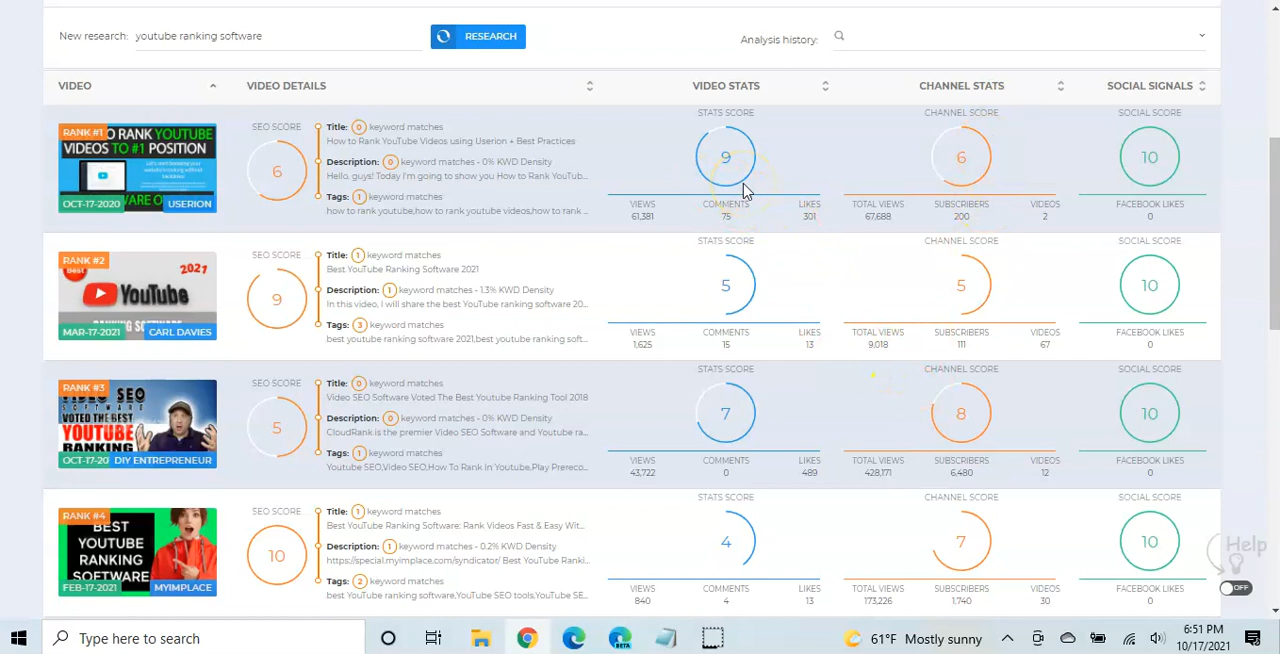 New research: youtube ranking software RESEARCH Analysis history:
VIDEO VIDEO DETAILS VIDEO STATS CHANNEL STATS SOCIAL SIGNALS
RANK #1
O RANK YOUTUBE
VIDEOS TO #1 POSITION
OCT-17-2020 USERION
SEO SCORE
6
Title: 0 keyword matches
How to Rank YouTube Videos using Userion + Best Practices
Description: 0 keyword matches - 0% KWD Density
Hello, guys! Today I'm going to show you How to Rank YouTub...
Tags: 1 keyword matches
how to rank youtube,how to rank youtube videos,how to rank ...
STATS SCORE
9
VIEWS COMMENTS LIKES
61,381 75 301
CHANNEL SCORE
6
TOTAL VIEWS SUBSCRIBERS VIDEOS
67,688 200 2
SOCIAL SCORE
10
FACEBOOK LIKES
0
RANK #2
Best 2021
YouTube
MAR-17-2021 CARL DAVIES
SEO SCORE
9
Title: 1 keyword matches
Best YouTube Ranking Software 2021
Description: 1 keyword matches - 1.3% KWD Density
In this video, I will share the best YouTube ranking software 20...
Tags: 3 keyword matches
best youtube ranking software 2021,best youtube ranking soft...
STATS SCORE
5
VIEWS COMMENTS LIKES
1,625 15 13
CHANNEL SCORE
5
TOTAL VIEWS SUBSCRIBERS VIDEOS
9,018 111 67
SOCIAL SCORE
10
FACEBOOK LIKES
0
RANK #3
SEO
SOFTWARE
VOTED THE BEST
YOUTUBE
RANKING
OCT-17-20 DIY ENTREPRENEUR
SEO SCORE
5
Title: 0 keyword matches
Video SEO Software Voted The Best Youtube Ranking Tool 2018
Description: 0 keyword matches - 0% KWD Density
CloudRank is the premier Video SEO Software and Youtube ra...
Tags: 1 keyword matches
Youtube SEO,Video SEO,How To Rank in Youtube,Play Prereco...
STATS SCORE
7
VIEWS COMMENTS LIKES
43,722 0 489
CHANNEL SCORE
8
TOTAL VIEWS SUBSCRIBERS VIDEOS
428,171 6,480 12
SOCIAL SCORE
10
FACEBOOK LIKES
0
RANK #4
BEST
YOUTUBE
RANKING
SOFTWARE
FEB-17-2021 MYIMPLACE
SEO SCORE
10
Title: 1 keyword matches
Best YouTube Ranking Software: Rank Videos Fast & Easy Wit...
Description: 1 keyword matches - 0.2% KWD Density
https://special.myimplace.com/syndicator/ Best YouTube Ranki...
Tags: 2 keyword matches
best YouTube ranking software,YouTube SEO tools,YouTube SE...
STATS SCORE
4
VIEWS COMMENTS LIKES
840 4 13
CHANNEL SCORE
7
TOTAL VIEWS SUBSCRIBERS VIDEOS
173,226 1,740 30
SOCIAL SCORE
10
FACEBOOK LIKES
0
Help
OFF
Type here to search
BETA
61°F Mostly sunny
6:51 PM
10/17/2021